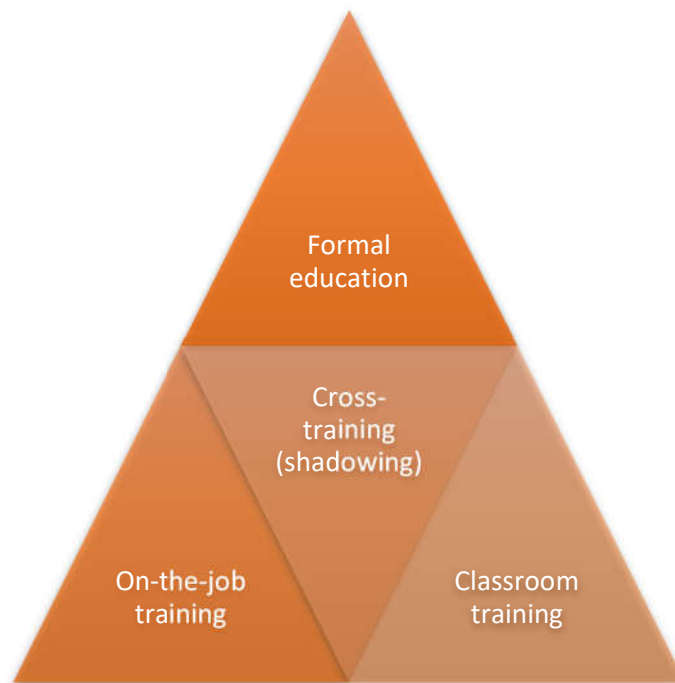 Formal
education
Cross-
training
(shadowing)
On-the-job
training
Classroom
training